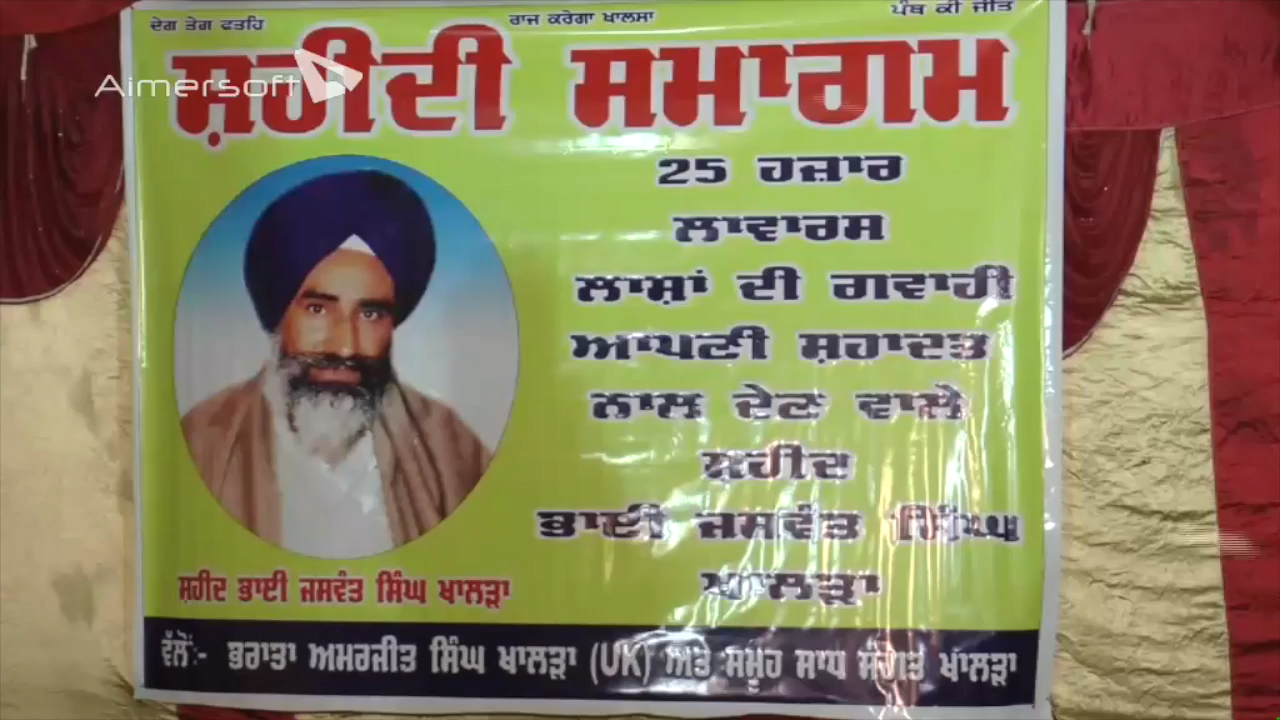 ਦੇਗ ਤੇਗ ਫਤਹਿ
ਰਾਜ ਕਰੇਗਾ ਖਾਲਸਾ
ਪੰਥ ਕੀ ਜੀਤ
ਸ਼ਹੀਦੀ ਸਮਾਗਮ
Aimersoft
25 ਹਜ਼ਾਰ
ਲਾਵਾਰਸ
ਲਾਸ਼ਾਂ ਦੀ ਗਵਾਹੀ
ਆਪਣੀ ਸ਼ਹਾਦਤ
ਨਾਲ ਦੇਣ ਵਾਲੇ
ਸ਼ਹੀਦ
ਭਾਈ ਜਸਵੰਤ ਸਿੰਘ
ਖਾਲੜਾ
ਸ਼ਹੀਦ ਭਾਈ ਜਸਵੰਤ ਸਿੰਘ ਖਾਲੜਾ
ਵੱਲੋਂ:- ਭਰਾਤਾ ਅਮਰਜੀਤ ਸਿੰਘ ਖਾਲੜਾ (UK) ਅਤੇ ਸਮੂਹ ਸਾਧ ਸੰਗਤ ਖਾਲੜਾ